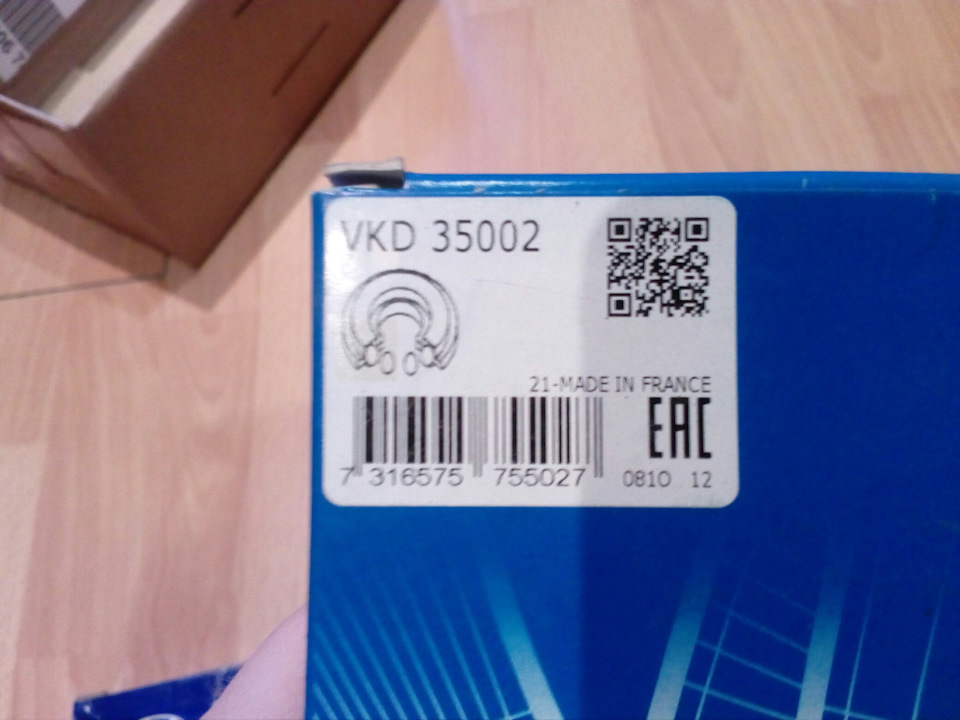 VKD 35002
21-MADE IN FRANCE
EAC
7 316575 755027
0810 12